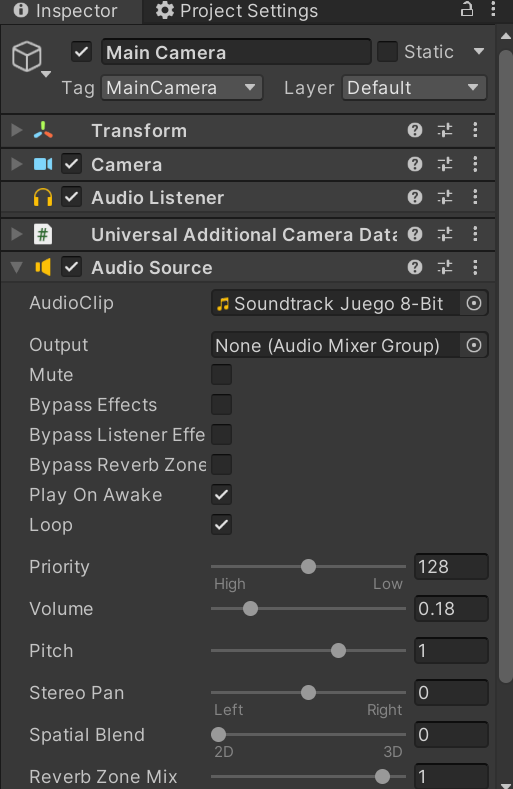 Inspector Project Settings
Main Camera Static
Tag MainCamera Layer Default
Transform
Camera
Audio Listener
#
Universal Additional Camera Data
Audio Source
AudioClip Soundtrack Juego 8-Bit
Output None (Audio Mixer Group)
Mute
Bypass Effects
Bypass Listener Effe
Bypass Reverb Zone
Play On Awake
Loop
Priority 128
High Low
Volume 0.18
Pitch 1
Stereo Pan 0
Left Right
Spatial Blend 0
2D 3D
Reverb Zone Mix 1